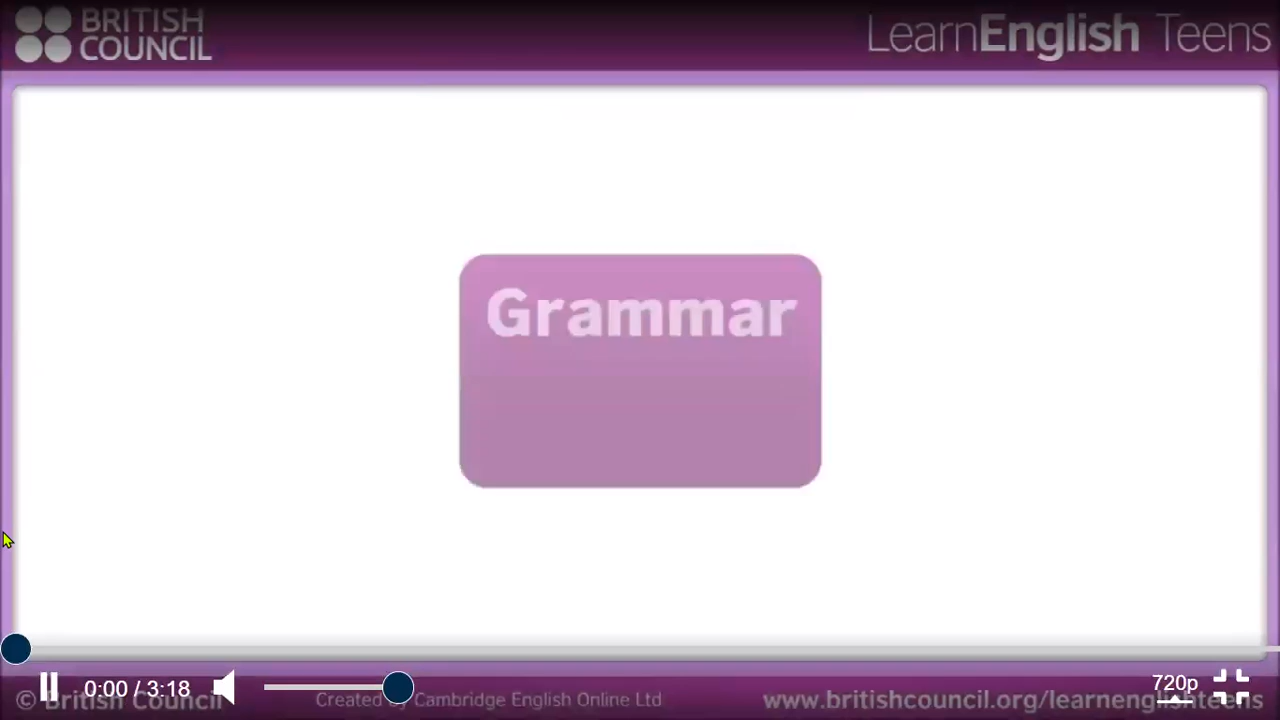 BRITISH
COUNCIL
LearnEnglish Teens
Grammar
0:00 / 3:18
720p
© British Council
Created Cambridge English Online Ltd
www.britishcouncil.org/learnenglishteens